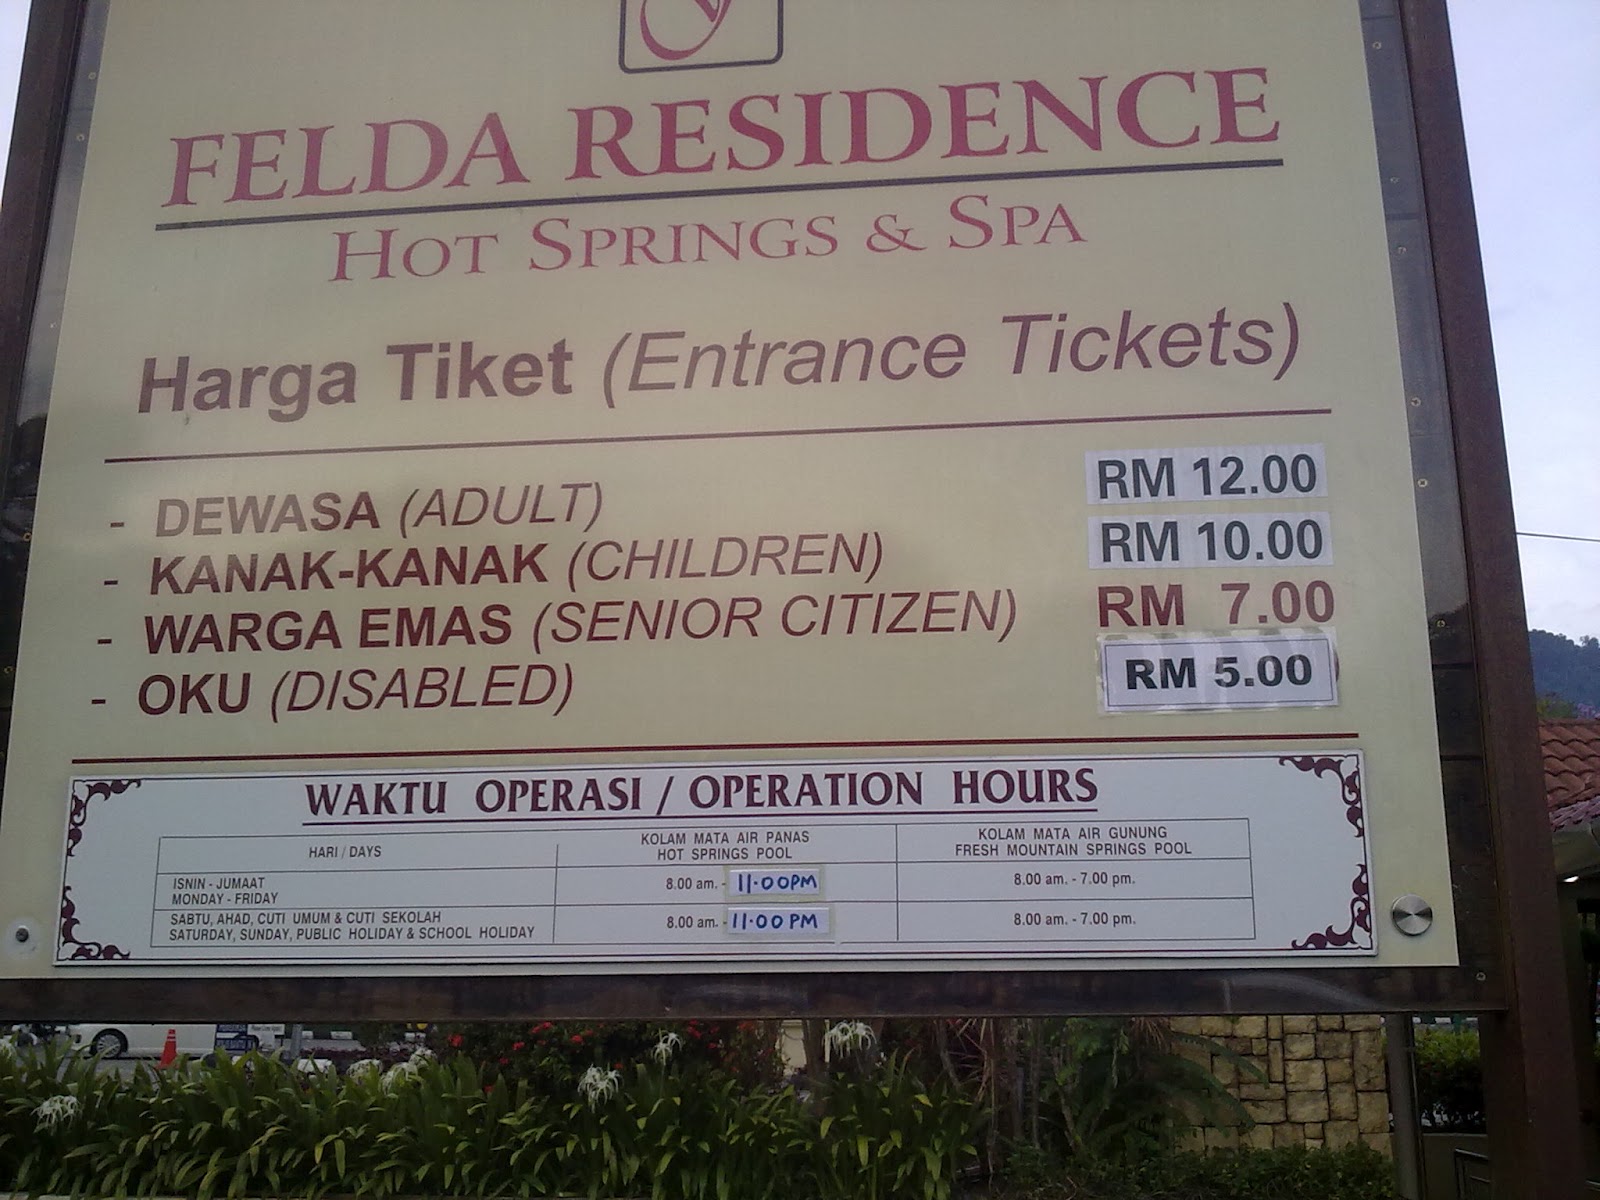 FELDA RESIDENCE
HOT SPRINGS & SPA
Harga Tiket (Entrance Tickets)
- DEWASA (ADULT) RM 12.00
- KANAK-KANAK (CHILDREN) RM 10.00
- WARGA EMAS (SENIOR CITIZEN) RM 7.00
- OKU (DISABLED) RM 5.00
WAKTU OPERASI / OPERATION HOURS
HARI / DAYS
KOLAM MATA AIR PANAS
HOT SPRINGS POOL
KOLAM MATA AIR GUNUNG
FRESH MOUNTAIN SPRINGS POOL
ISNIN - JUMAAT
MONDAY - FRIDAY
8.00 am. - 11.00PM
8.00 am. - 7.00 pm.
SABTU, AHAD, CUTI UMUM & CUTI SEKOLAH
SATURDAY, SUNDAY, PUBLIC HOLIDAY & SCHOOL HOLIDAY
8.00 am. - 11.00 PM
8.00 am. - 7.00 pm.